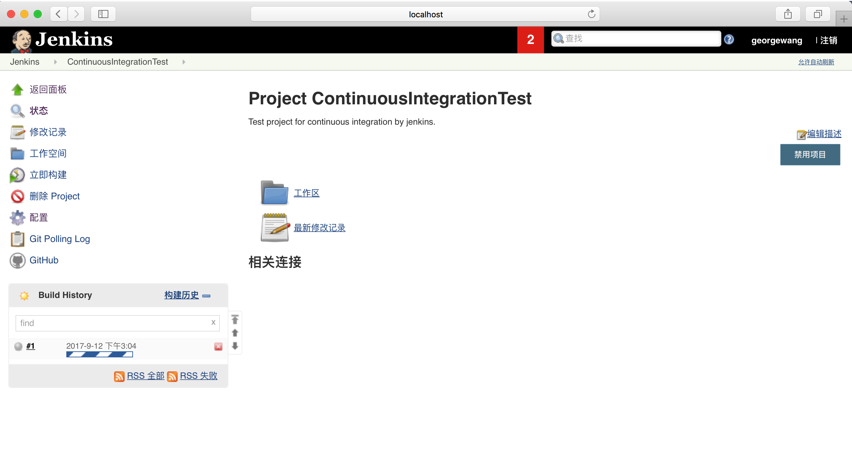 localhost
Jenkins
2
查找
georgewang
| 注销
Jenkins
ContinuousIntegrationTest
允许自动刷新
返回面板
状态
修改记录
工作空间
立即构建
删除 Project
配置
Git Polling Log
GitHub
Project ContinuousIntegrationTest
Test project for continuous integration by jenkins.
编辑描述
禁用项目
工作区
最新修改记录
相关连接
Build History
构建历史
find
x
#1
2017-9-12 下午3:04
RSS 全部
RSS 失败